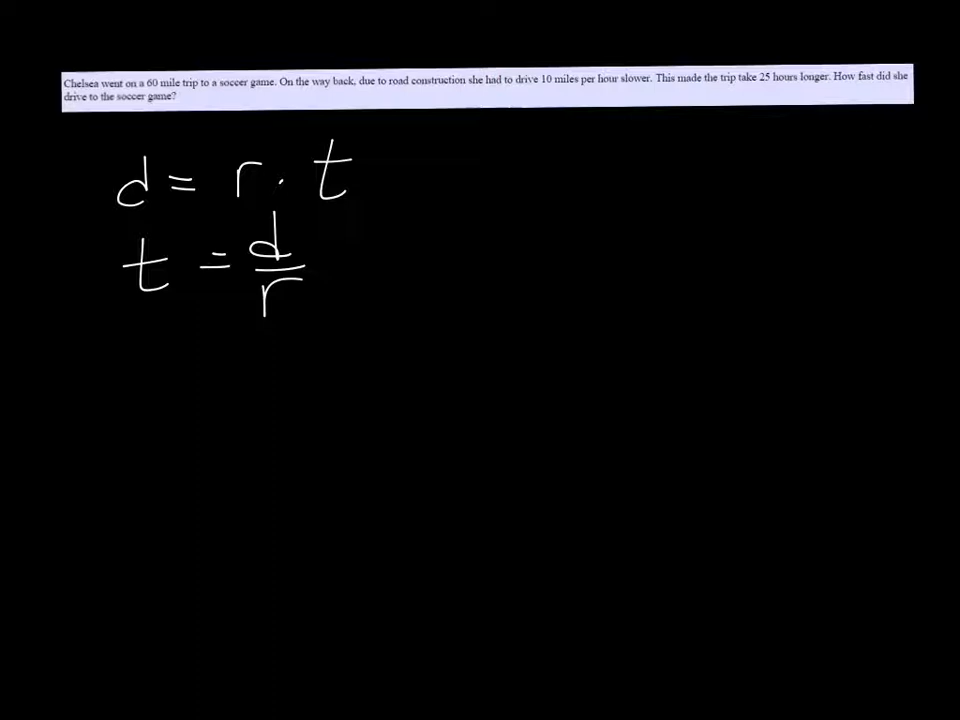 Chelsea went on a 60 mile trip to a soccer game. On the way back, due to road construction she had to drive 10 miles per hour slower. This made the trip take 25 hours longer. How fast did she
drive to the soccer game?
d = r · t
t = d/r